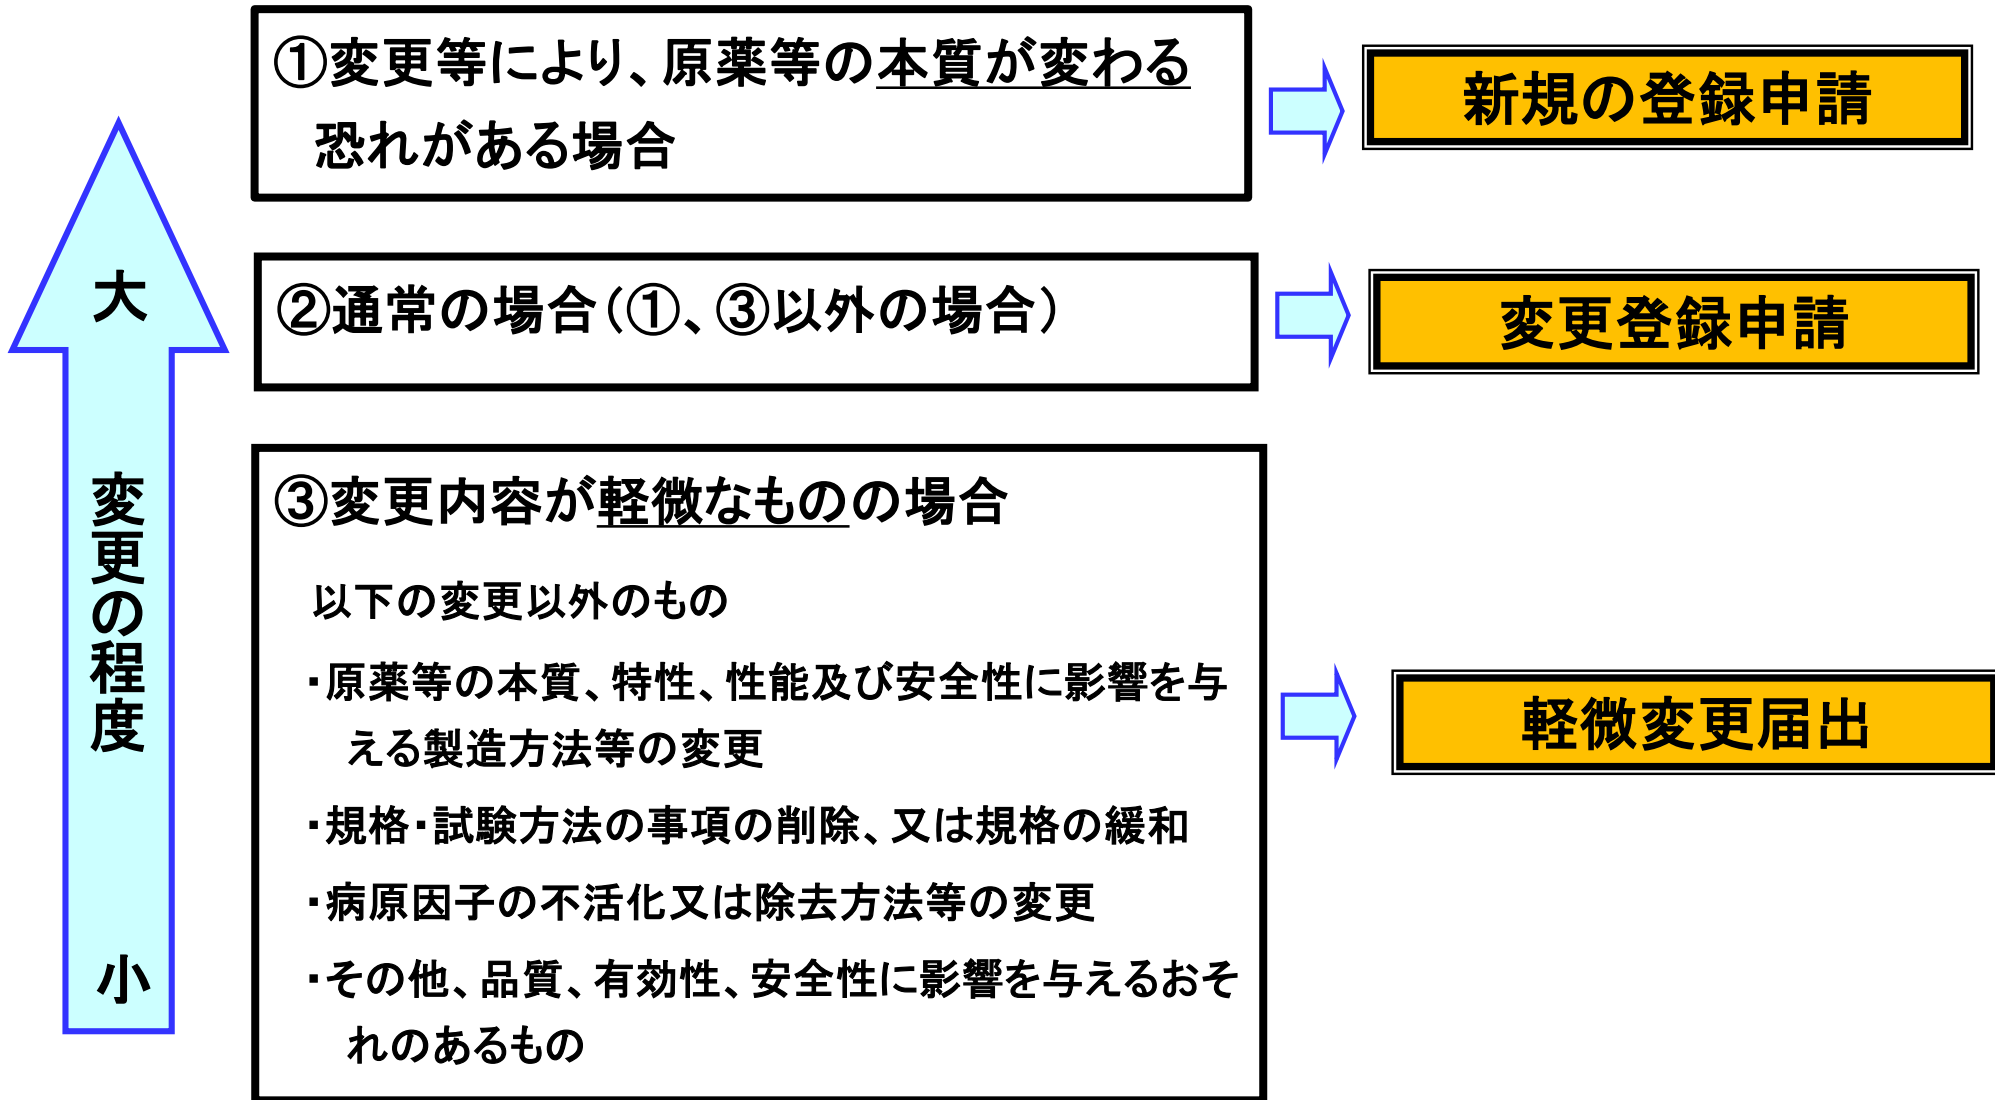 ①変更等により、原薬等の本質が変わる
恐れがある場合
新規の登録申請
大
変更の程度
小
②通常の場合(①、③以外の場合)
変更登録申請
③変更内容が軽微なものの場合
以下の変更以外のもの
・原薬等の本質、特性、性能及び安全性に影響を与
える製造方法等の変更
・規格・試験方法の事項の削除、又は規格の緩和
・病原因子の不活化又は除去方法等の変更
・その他、品質、有効性、安全性に影響を与えるおそ
れのあるもの
軽微変更届出